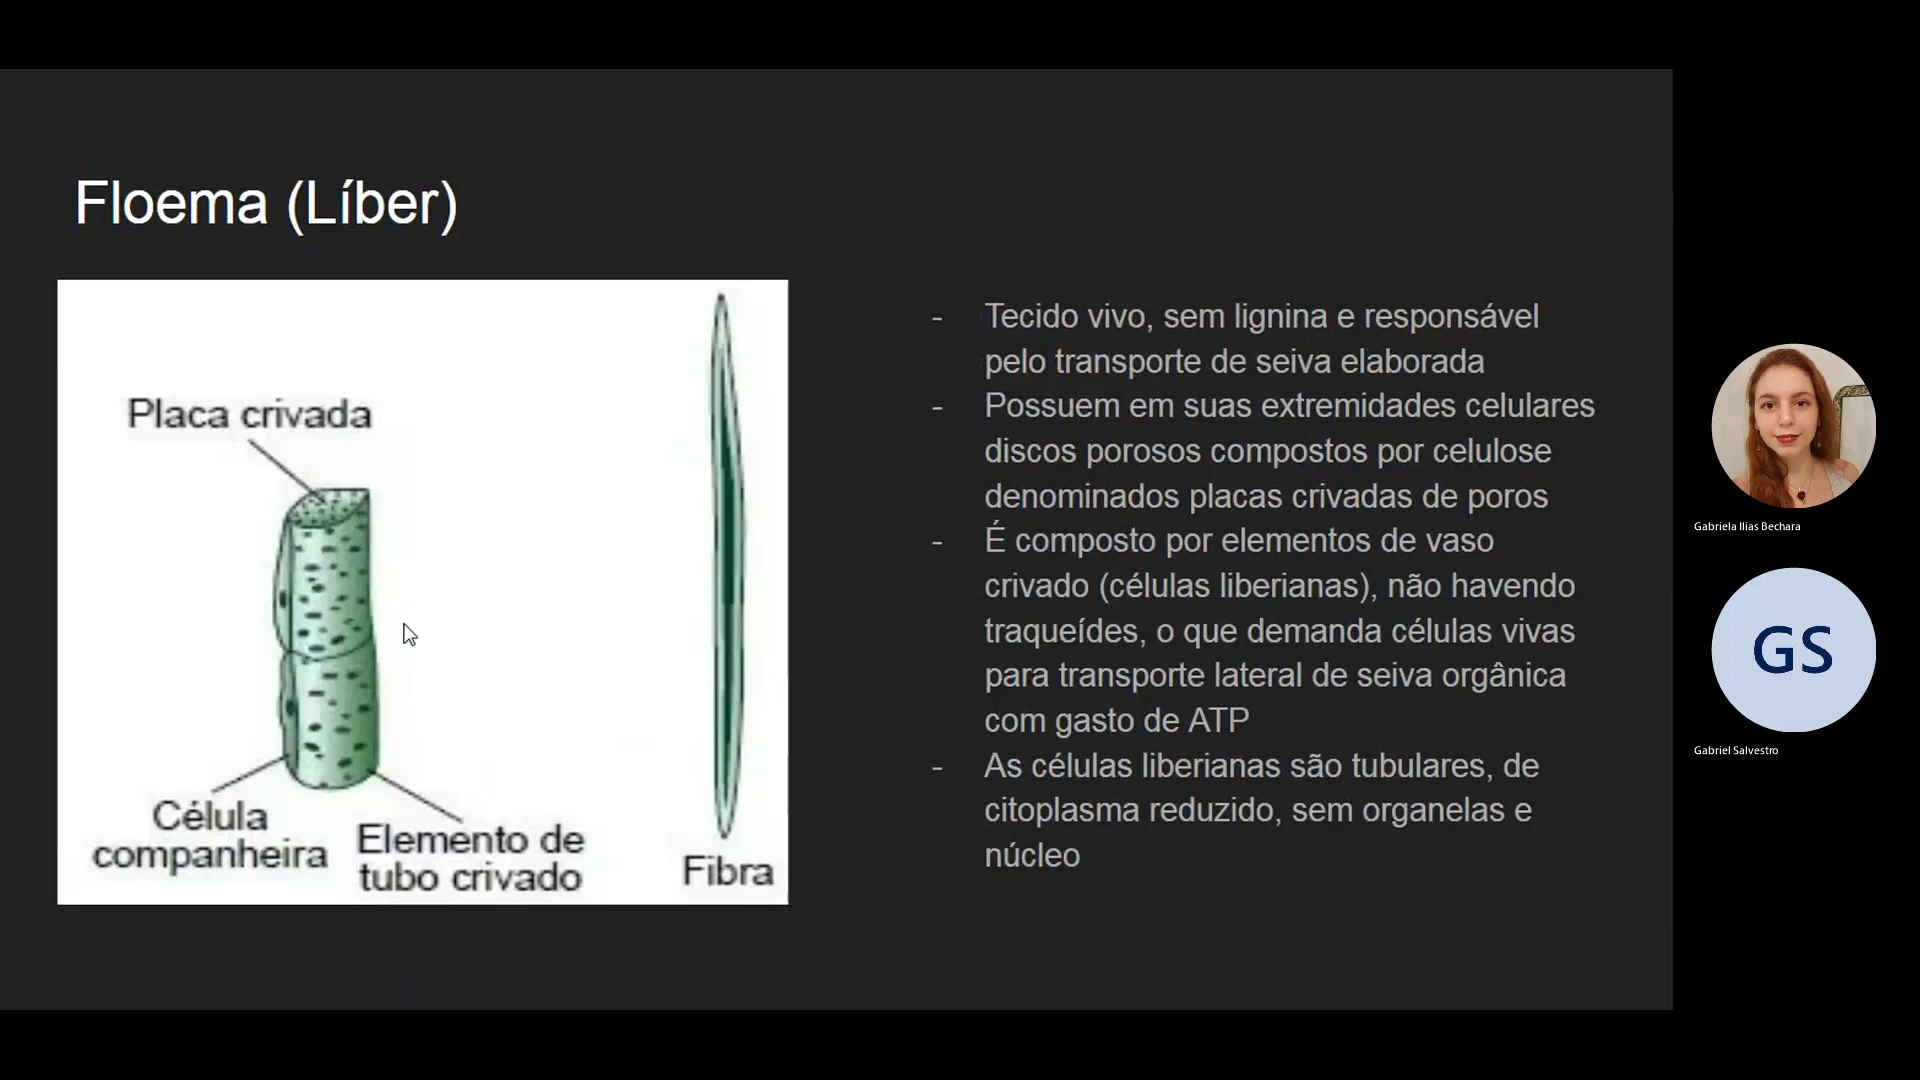 Floema (Líber)
Placa crivada
Célula
companheira
Elemento de
tubo crivado
Fibra
- Tecido vivo, sem lignina e responsável
pelo transporte de seiva elaborada
- Possuem em suas extremidades celulares
discos porosos compostos por celulose
denominados placas crivadas de poros
- É composto por elementos de vaso
crivado (células liberianas), não havendo
traqueídes, o que demanda células vivas
para transporte lateral de seiva orgânica
com gasto de ATP
- As células liberianas são tubulares, de
citoplasma reduzido, sem organelas e
núcleo
Gabriela Ilias Bechara
GS
Gabriel Salvestro